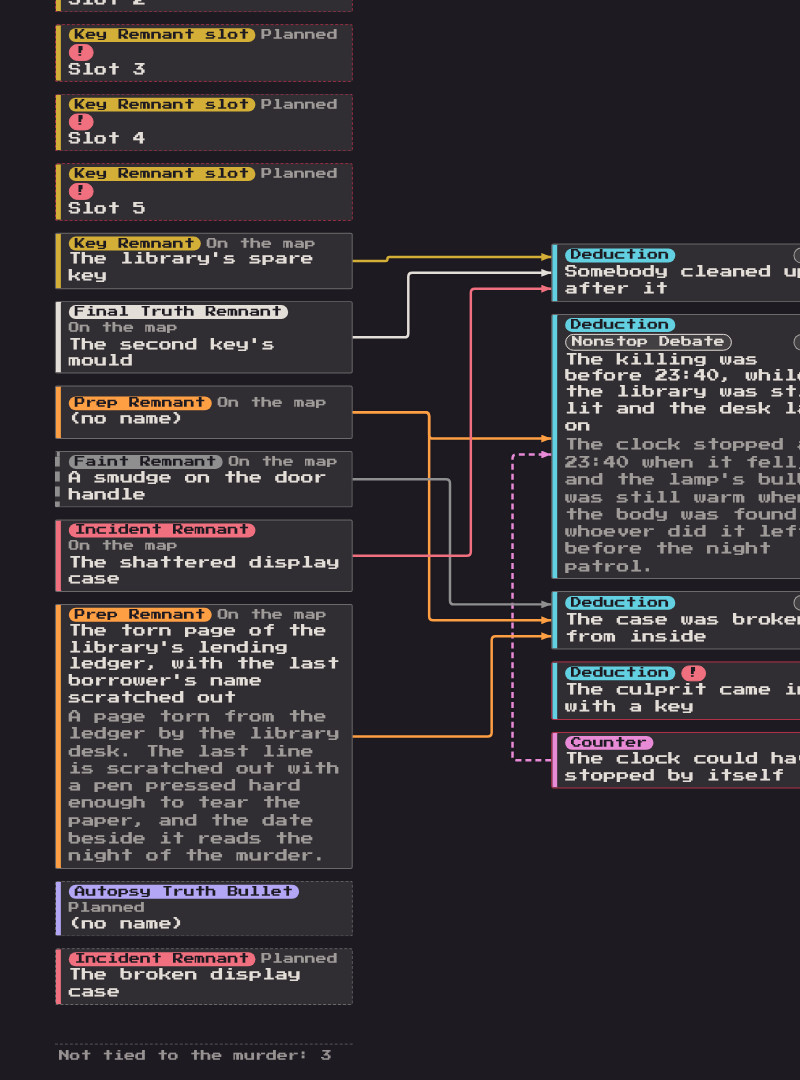 Slot 2
Key Remnant slot Planned
!
Slot 3
Key Remnant slot Planned
!
Slot 4
Key Remnant slot Planned
!
Slot 5
Key Remnant On the map
The library's spare
key
Final Truth Remnant
On the map
The second key's
mould
Prep Remnant On the map
(no name)
Faint Remnant On the map
A smudge on the door
handle
Incident Remnant
On the map
The shattered display
case
Prep Remnant On the map
The torn page of the
library's lending
ledger, with the last
borrower's name
scratched out
A page torn from the
ledger by the library
desk. The last line
is scratched out with
a pen pressed hard
enough to tear the
paper, and the date
beside it reads the
night of the murder.
Autopsy Truth Bullet
Planned
(no name)
Incident Remnant Planned
The broken display
case
Not tied to the murder: 3
Deduction
Somebody cleaned up
after it
Deduction
Nonstop Debate
The killing was
before 23:40, while
the library was
lit and the desk
on
The clock stopped
23:40 when it fell,
and the lamp's
was still warm
the body was found
whoever did it left
before the night
patrol.
Deduction
The case was broken
from inside
Deduction !
The culprit came in
with a key
Counter
The clock could
stopped by itself